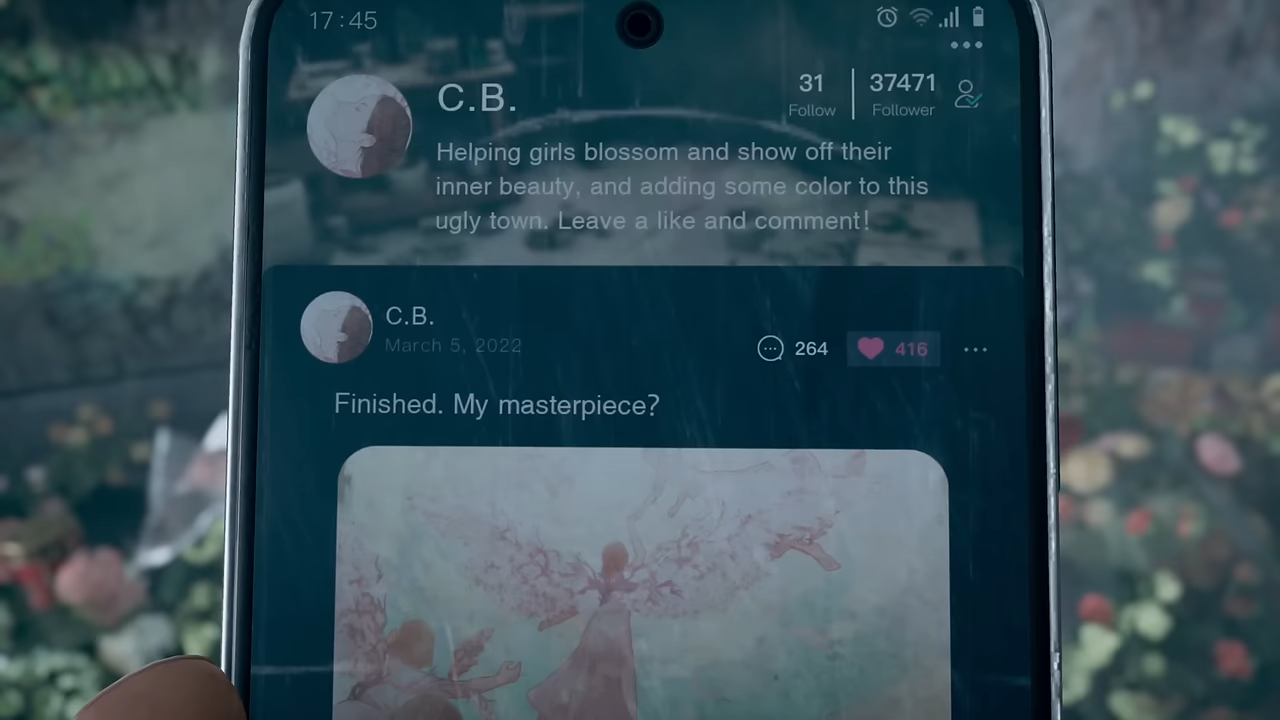 17:45
C.B.
31
Follow
37471
Follower
Helping girls blossom and show off their
inner beauty, and adding some color to this
ugly town. Leave a like and comment!
C.B.
March 5, 2022
264
416
Finished. My masterpiece?